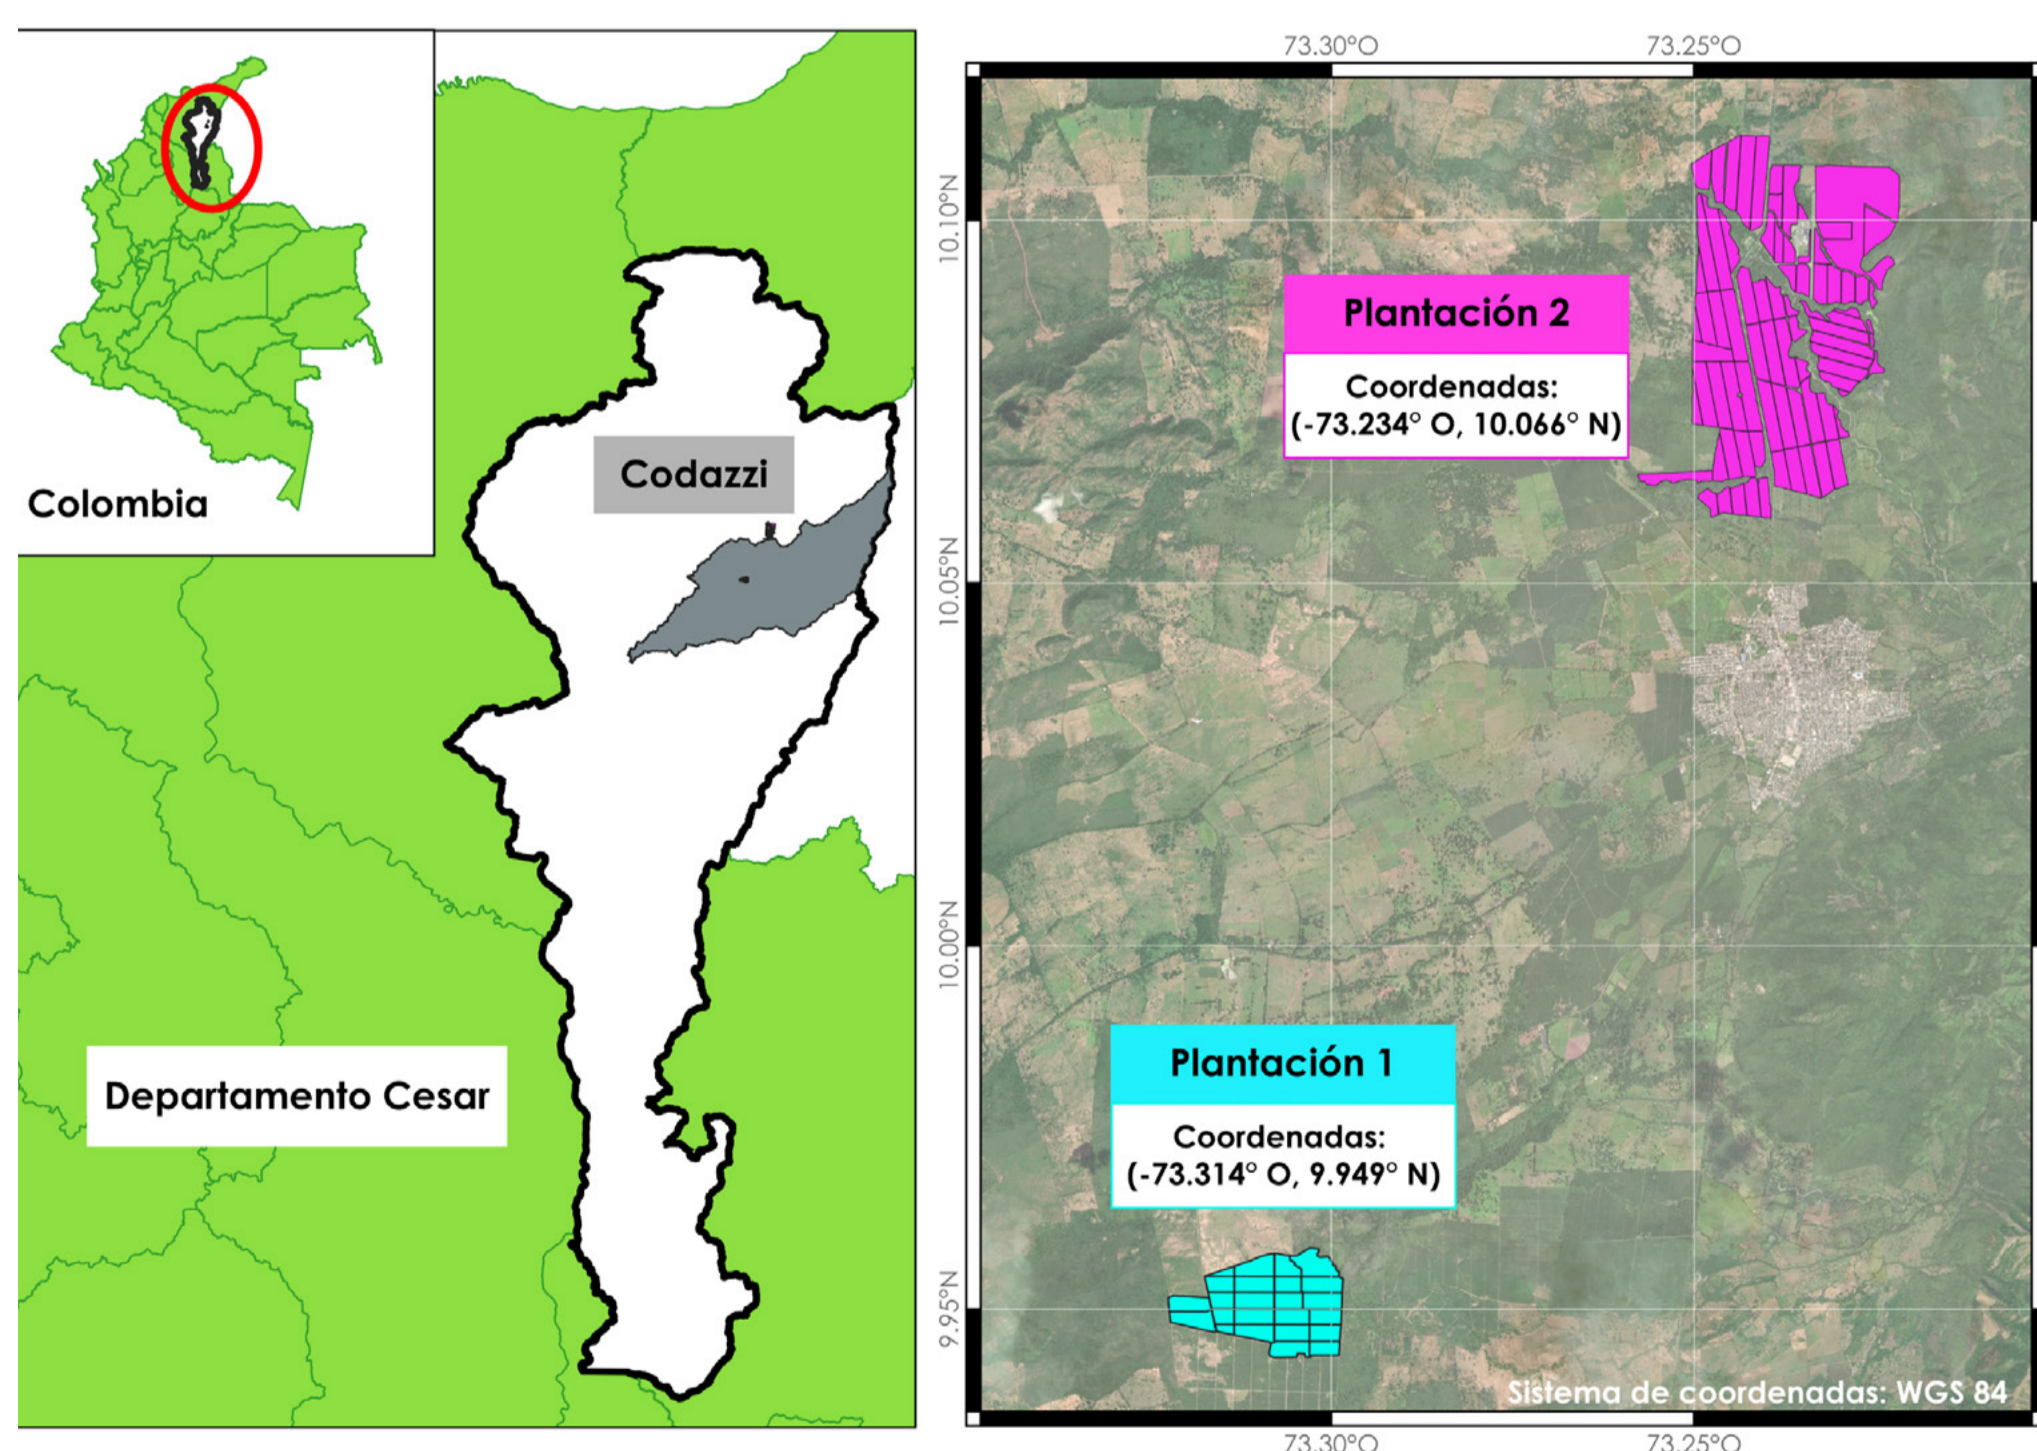 Colombia
Codazzi
Departamento Cesar
73.30°O
73.25°O
10.10°N
10.05°N
10.00°N
9.95°N
Plantación 2
Coordenadas:
(-73.234° O, 10.066° N)
Plantación 1
Coordenadas:
(-73.314° O, 9.949° N)
Sistema de coordenadas: WGS 84
73.30°O
73.25°O